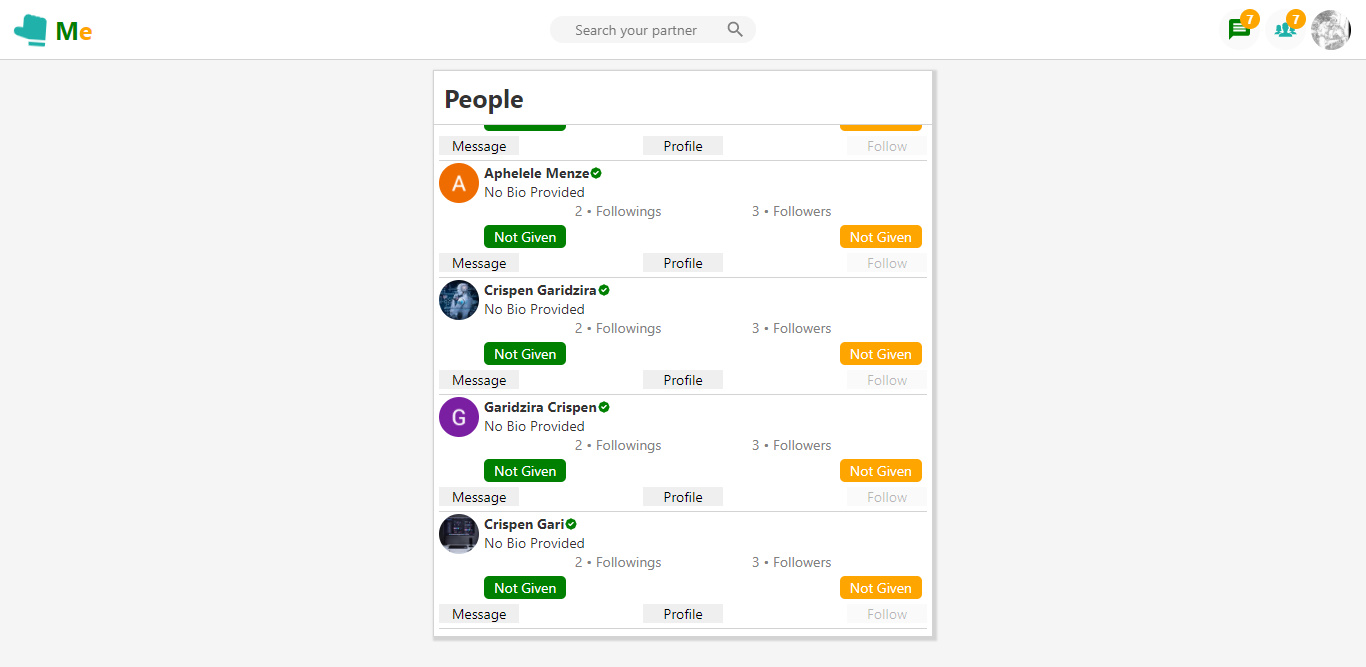 Me
Search your partner
7
7
People
Message Profile Follow
A
Aphelele Menze
No Bio Provided
2 • Followings 3 • Followers
Not Given Not Given
Message Profile Follow
Crispen Garidzira
No Bio Provided
2 • Followings 3 • Followers
Not Given Not Given
Message Profile Follow
G
Garidzira Crispen
No Bio Provided
2 • Followings 3 • Followers
Not Given Not Given
Message Profile Follow
Crispen Gari
No Bio Provided
2 • Followings 3 • Followers
Not Given Not Given
Message Profile Follow